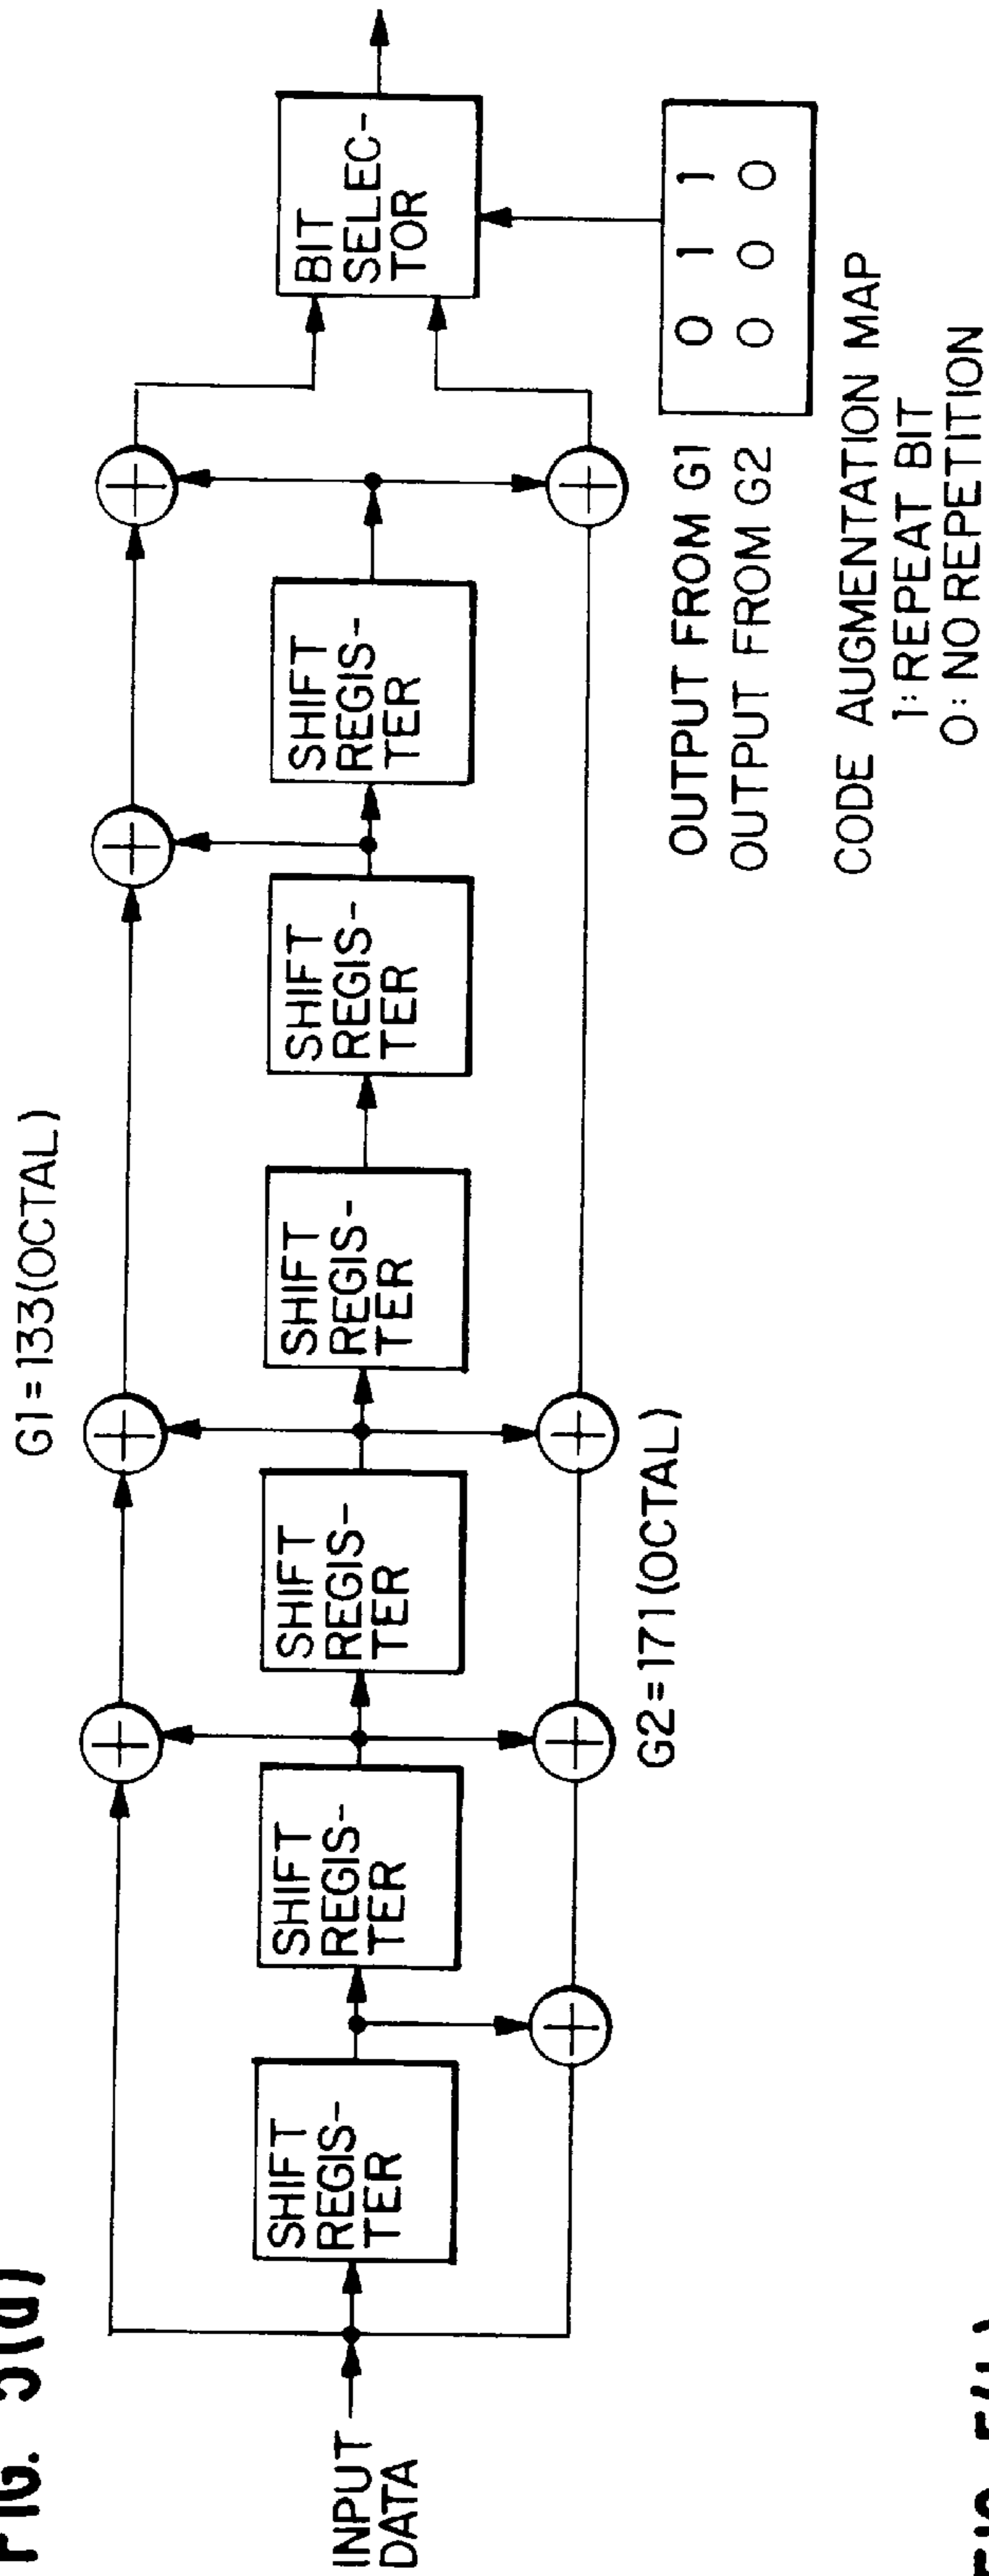 G1 = 133 (OCTAL)
INPUT
DATA
SHIFT
REGIS-
TER
SHIFT
REGIS-
TER
SHIFT
REGIS-
TER
SHIFT
REGIS-
TER
SHIFT
REGIS-
TER
SHIFT
REGIS-
TER
BIT
SELEC-
TOR
G2 = 171 (OCTAL)
OUTPUT FROM G1 0 1 1
OUTPUT FROM G2 0 0 0
CODE AUGMENTATION MAP
1: REPEAT BIT
0: NO REPETITION